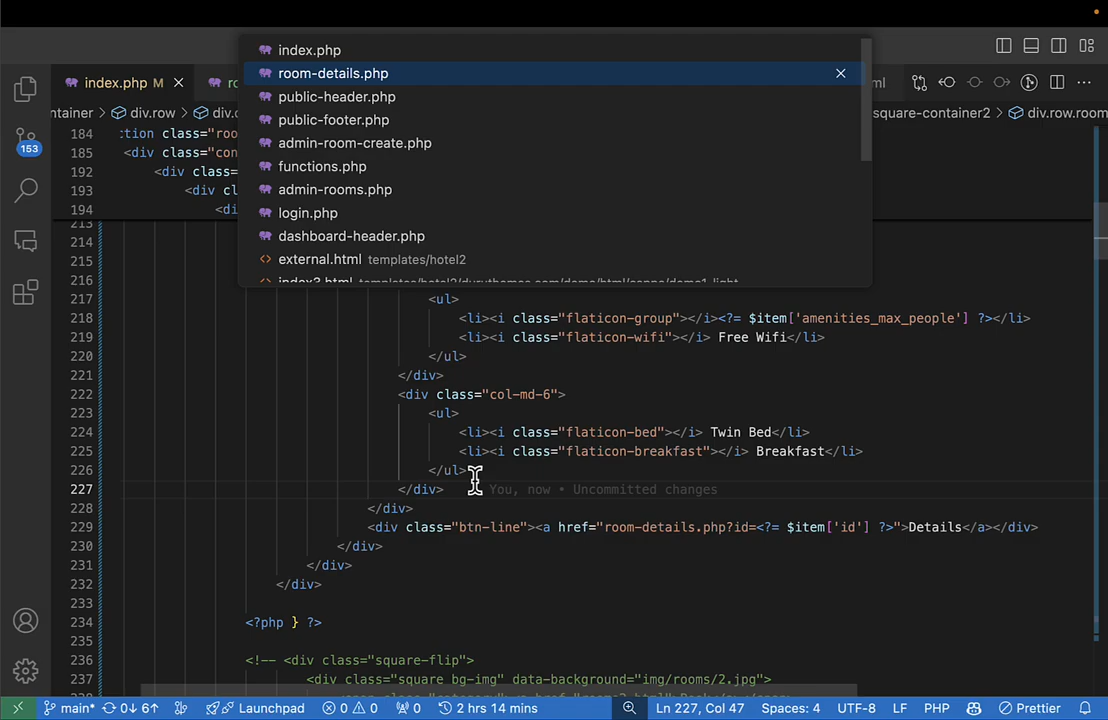 index.php
room-details.php
public-header.php
public-footer.php
admin-room-create.php
functions.php
admin-rooms.php
login.php
dashboard-header.php
external.html templates/hotel2
index.php M
ntainer > div.row > div.c
square-container2 > div.row.room
153
184 :ction class="roo
185 <div class="con
192 <div class=
193 <div cl
194 <di
213
214
215
216
217 <ul>
218 <li><i class="flaticon-group"></i><?= $item['amenities_max_people'] ?></li>
219 <li><i class="flaticon-wifi"></i> Free Wifi</li>
220 </ul>
221 </div>
222 <div class="col-md-6">
223 <ul>
224 <li><i class="flaticon-bed"></i> Twin Bed</li>
225 <li><i class="flaticon-breakfast"></i> Breakfast</li>
226 </ul>
227 </div> You, now • Uncommitted changes
228 </div>
229 <div class="btn-line"><a href="room-details.php?id=<?= $item['id'] ?>">Details</a></div>
230 </div>
231 </div>
232 </div>
233
234 <?php } ?>
235
236 <!-- <div class="square-flip">
237 <div class="square bg-img" data-background="img/rooms/2.jpg">
main* 0↓ 6↑ Launchpad 0 0 0 2 hrs 14 mins Ln 227, Col 47 Spaces: 4 UTF-8 LF PHP Prettier